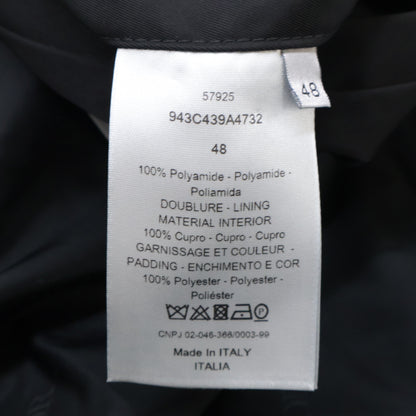 57925
943C439A4732
48
48
100% Polyamide - Polyamide -
Poliamida
DOUBLURE - LINING
MATERIAL INTERIOR
100% Cupro - Cupro - Cupro
GARNISSAGE ET COULEUR -
PADDING - ENCHIMENTO E COR
100% Polyester - Polyester -
Poliéster
CNPJ 02-046-366/0003-99
Made In ITALY
ITALIA